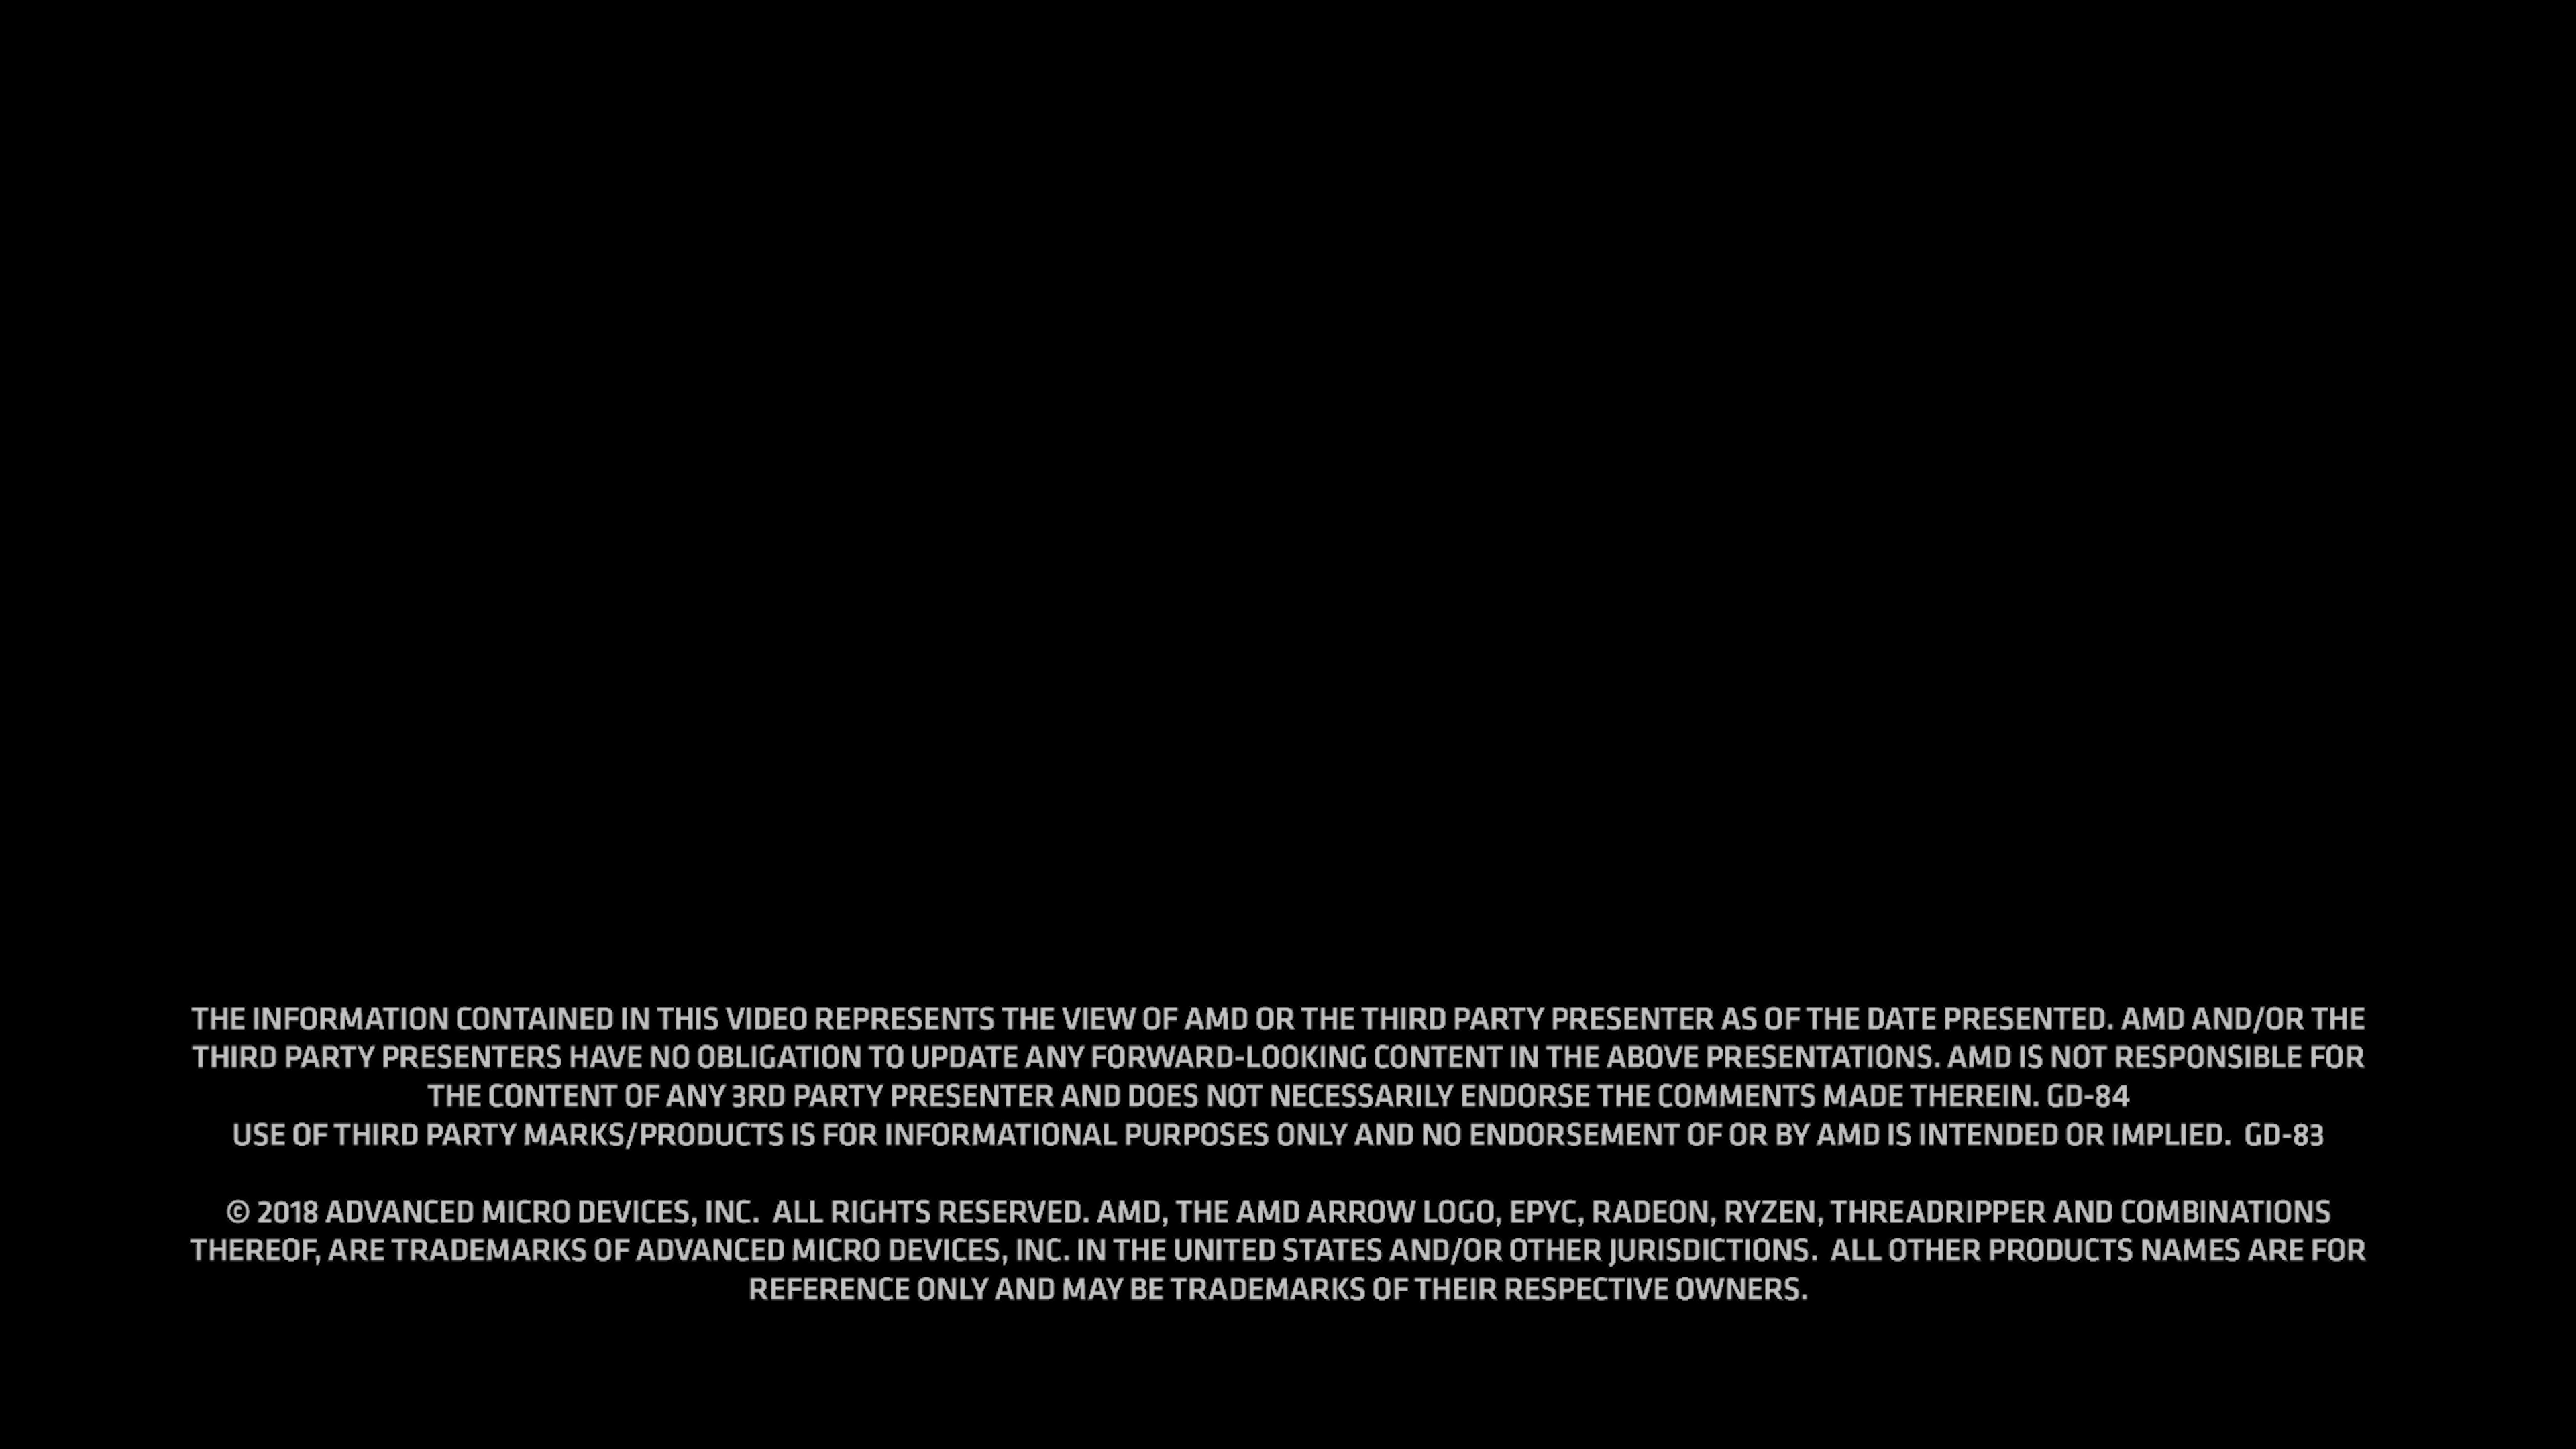 THE INFORMATION CONTAINED IN THIS VIDEO REPRESENTS THE VIEW OF AMD OR THE THIRD PARTY PRESENTER AS OF THE DATE PRESENTED. AMD AND/OR THE
THIRD PARTY PRESENTERS HAVE NO OBLIGATION TO UPDATE ANY FORWARD-LOOKING CONTENT IN THE ABOVE PRESENTATIONS. AMD IS NOT RESPONSIBLE FOR
THE CONTENT OF ANY 3RD PARTY PRESENTER AND DOES NOT NECESSARILY ENDORSE THE COMMENTS MADE THEREIN. GD-84
USE OF THIRD PARTY MARKS/PRODUCTS IS FOR INFORMATIONAL PURPOSES ONLY AND NO ENDORSEMENT OF OR BY AMD IS INTENDED OR IMPLIED. GD-83
© 2018 ADVANCED MICRO DEVICES, INC. ALL RIGHTS RESERVED. AMD, THE AMD ARROW LOGO, EPYC, RADEON, RYZEN, THREADRIPPER AND COMBINATIONS
THEREOF, ARE TRADEMARKS OF ADVANCED MICRO DEVICES, INC. IN THE UNITED STATES AND/OR OTHER JURISDICTIONS. ALL OTHER PRODUCTS NAMES ARE FOR
REFERENCE ONLY AND MAY BE TRADEMARKS OF THEIR RESPECTIVE OWNERS.